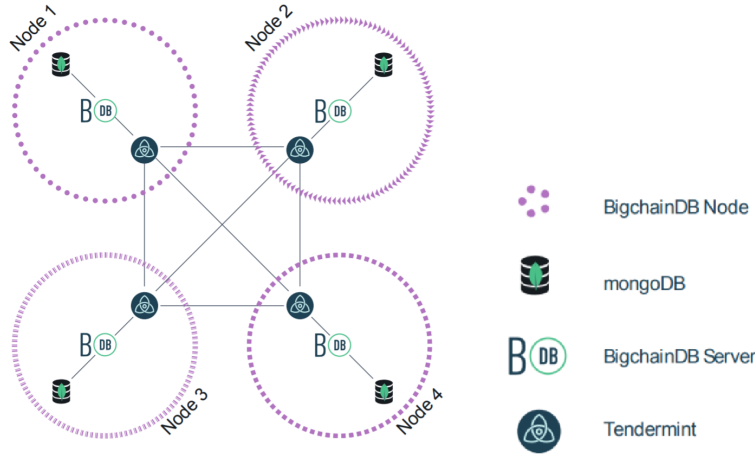 Node 1
Node 2
B DB
B DB
BigchainDB Node
mongoDB
B DB
B DB
B DB
BigchainDB Server
Node 3
Node 4
Tendermint